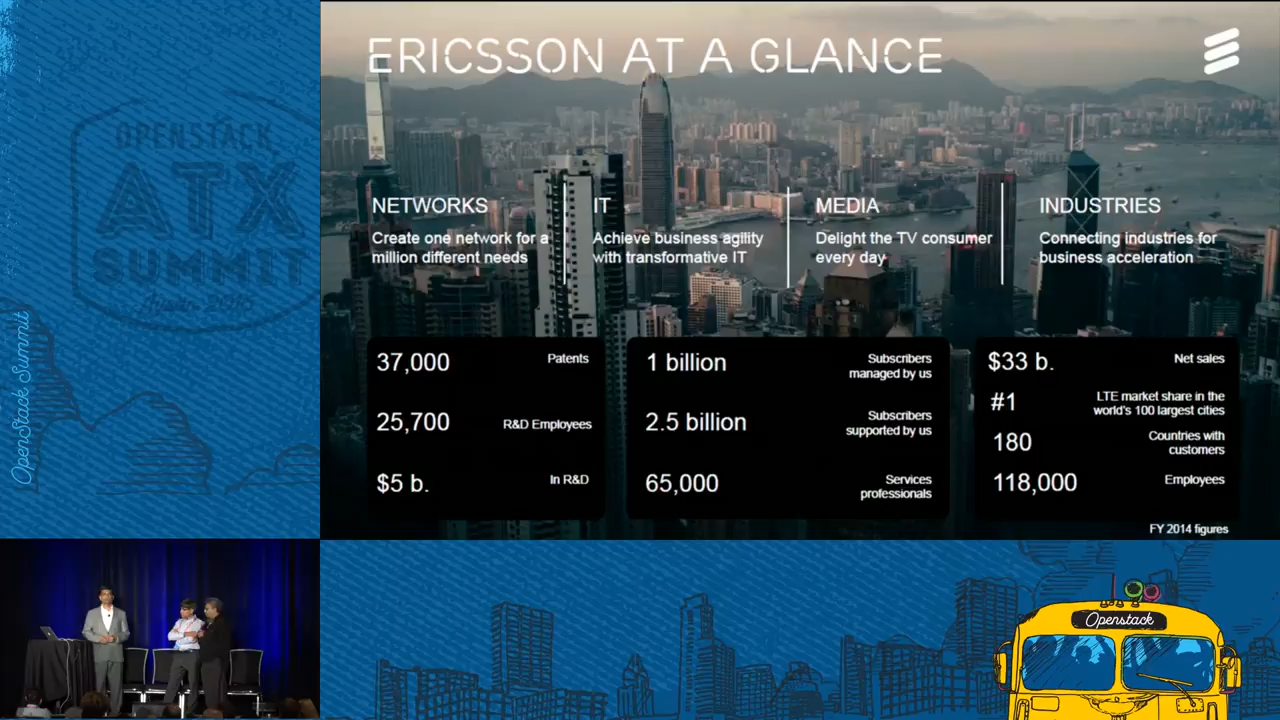 ERICSSON AT A GLANCE
OPENSTACK
ATX
SUMMIT
Austin 2016
OpenStack Summit
NETWORKS
Create one network for a
million different needs
IT
Achieve business agility
with transformative IT
MEDIA
Delight the TV consumer
every day
INDUSTRIES
Connecting industries for
business acceleration
37,000 Patents
25,700 R&D Employees
$5 b. In R&D
1 billion Subscribers
managed by us
2.5 billion Subscribers
supported by us
65,000 Services
professionals
$33 b. Net sales
#1 LTE market share in the
world's 100 largest cities
180 Countries with
customers
118,000 Employees
FY 2014 figures
Openstack